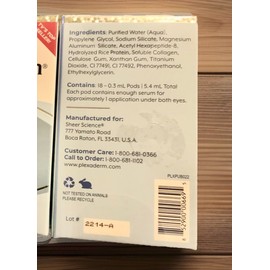 Ingredients: Purified Water (Aqua),
Propylene Glycol, Sodium Silicate, Magnesium
Aluminum Silicate, Acetyl Hexapeptide-8,
Hydrolyzed Rice Protein, Soluble Collagen,
Cellulose Gum, Xanthan Gum, Titanium
Dioxide, CI 77491, CI 77492, Phenoxyethanol,
Ethylhexylglycerin.
Contains: 18 - 0.3 mL Pods | 5.4 mL Total
Each pod contains enough serum for
approximately 1 application under both eyes.
Manufactured for:
Sheer Science®
777 Yamato Road
Boca Raton, FL 33431, U.S.A.
Customer Care: 1-800-681-0366
Call to Order: 1-800-681-1102
www.plexaderm.com
PLXPUB022
NOT TESTED ON ANIMALS
PLEASE RECYCLE
Lot # 2214-A